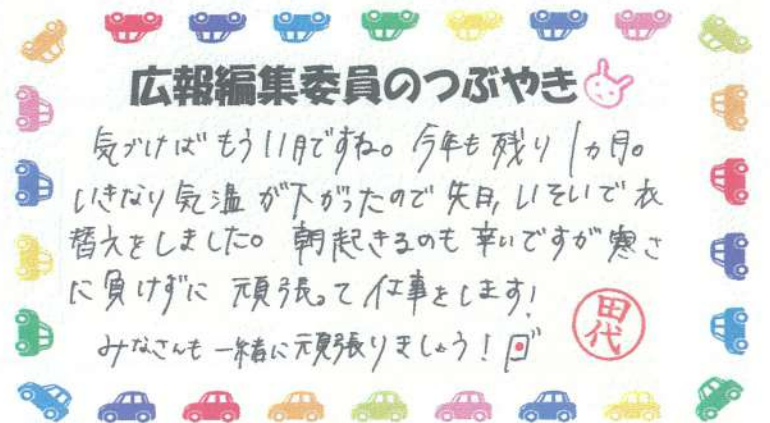 広報編集委員のつぶやき
気づけばもう11月ですね。今年も残り1ヵ月。
いきなり気温が下がったので先日、いそいで衣
替えをしました。朝起きるのも辛いですが寒さ
に負けずに頑張って仕事をします!
みなさんも一緒に頑張りましょう!
田代